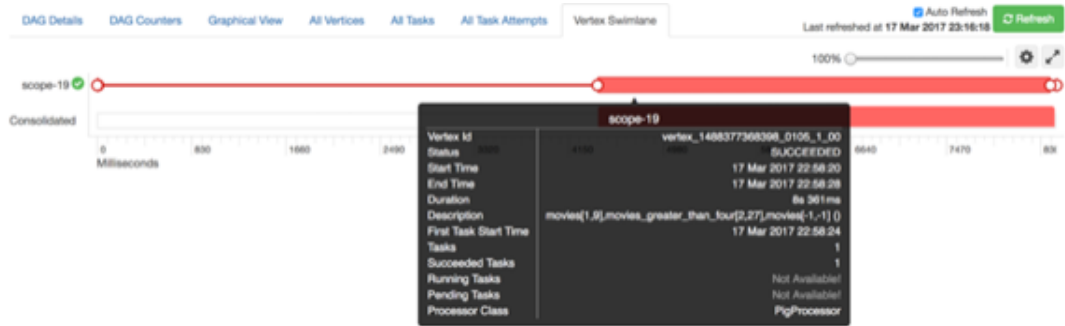 DAG Details DAG Counters Graphical View All Vertices All Tasks All Task Attempts Vertex Swimlane
Auto Refresh
Last refreshed at 17 Mar 2017 23:16:18 Refresh
100%
scope-19
Consolidated
scope-19
Vertex Id vertex_1488377368398_0105_1_00
Status SUCCEEDED
Start Time 17 Mar 2017 22:58:20
End Time 17 Mar 2017 22:58:28
Duration 8s 361ms
Description movies[1,9],movies_greater_than_four[2,27],movies[-1,-1] ()
First Task Start Time 17 Mar 2017 22:58:24
Tasks 1
Succeeded Tasks 1
Running Tasks Not Available!
Pending Tasks Not Available!
Processor Class PigProcessor
0 830 1660 2490 6640 7470
Milliseconds